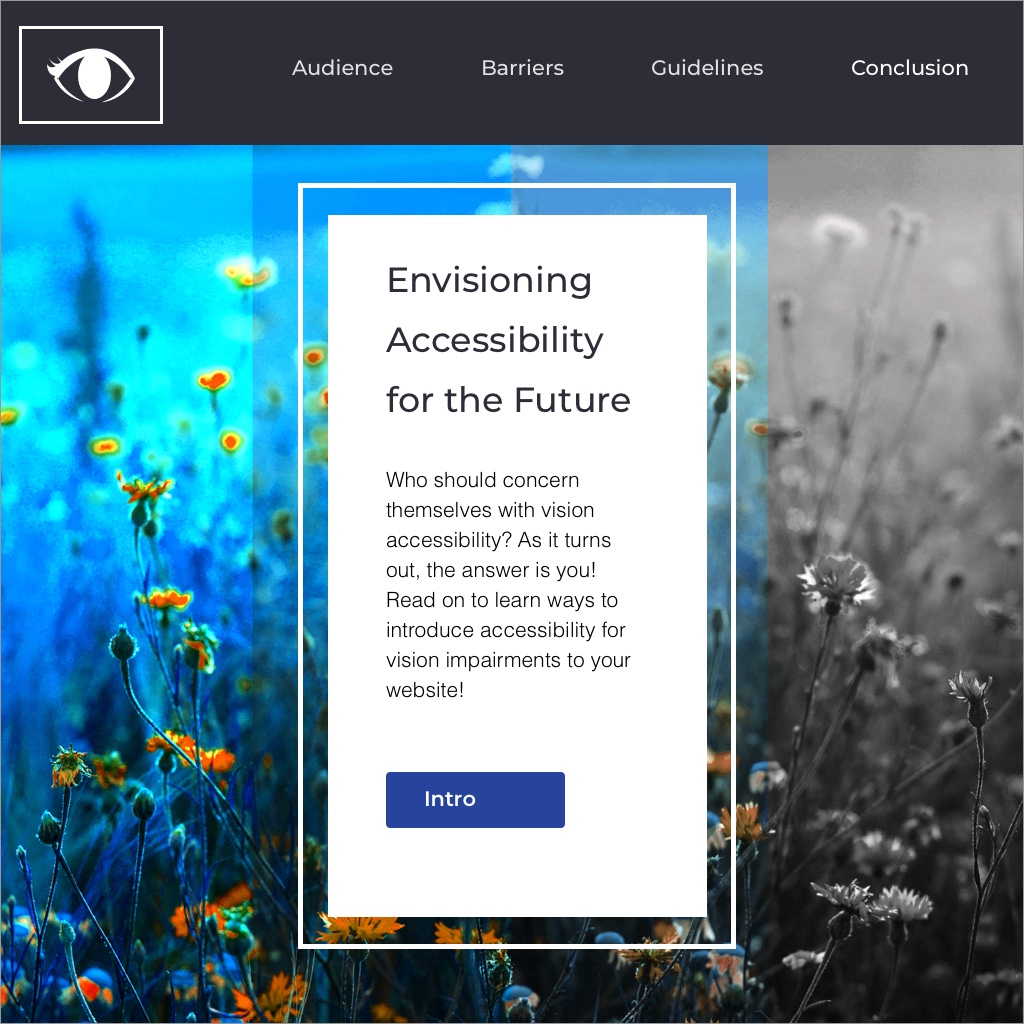 Audience
Barriers
Guidelines
Conclusion
Envisioning
Accessibility
for the Future
Who should concern
themselves with vision
accessibility? As it turns
out, the answer is you!
Read on to learn ways to
introduce accessibility for
vision impairments to your
website!
Intro